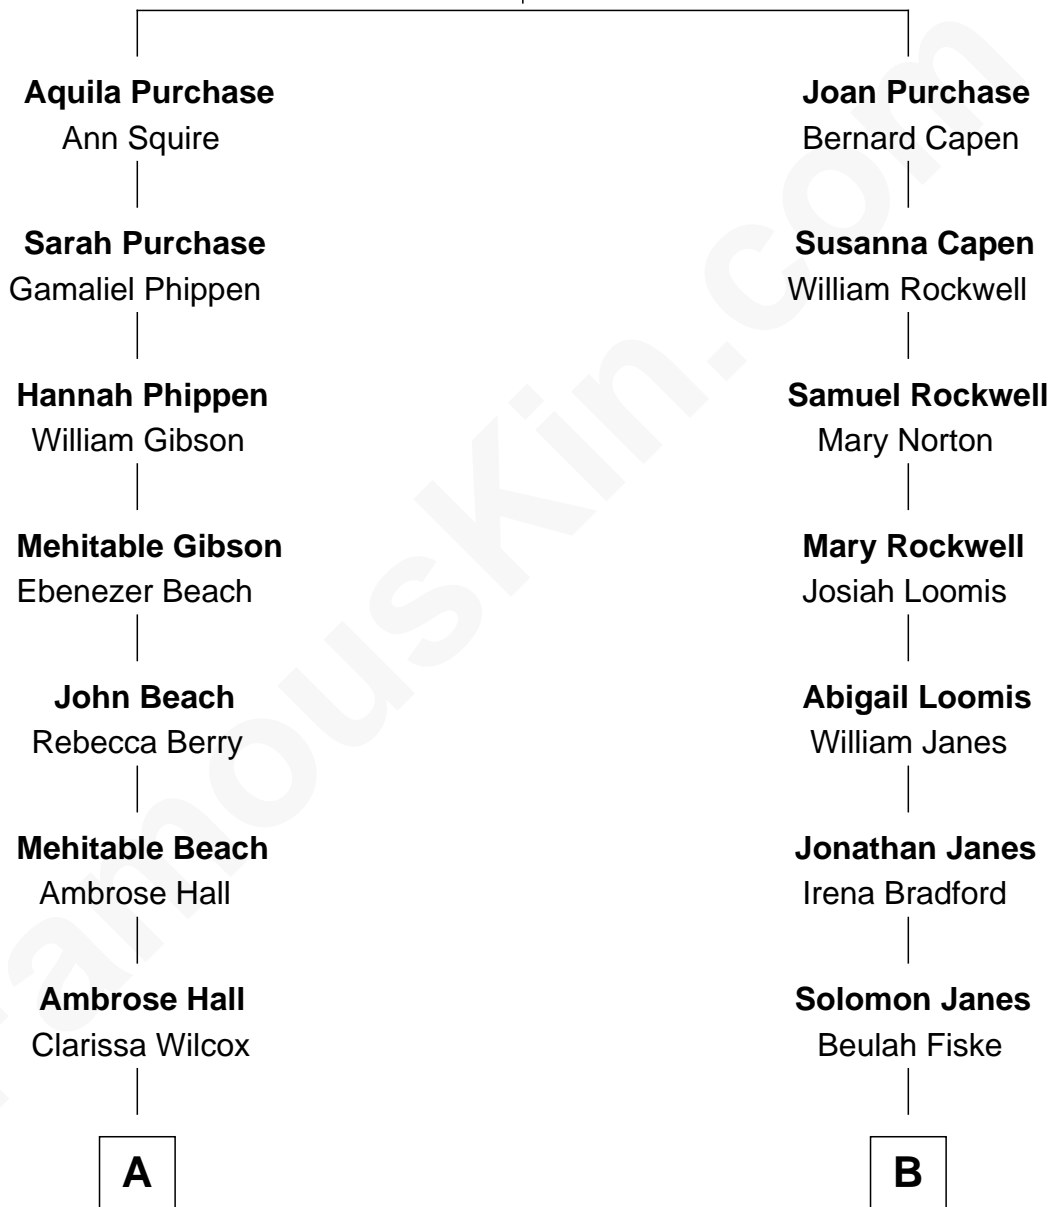 Aquila Purchase
Ann Squire
Sarah Purchase
Gamaliel Phippen
Hannah Phippen
William Gibson
Mehitable Gibson
Ebenezer Beach
John Beach
Rebecca Berry
Mehitable Beach
Ambrose Hall
Ambrose Hall
Clarissa Wilcox
A
Joan Purchase
Bernard Capen
Susanna Capen
William Rockwell
Samuel Rockwell
Mary Norton
Mary Rockwell
Josiah Loomis
Abigail Loomis
William Janes
Jonathan Janes
Irena Bradford
Solomon Janes
Beulah Fiske
B
FamousKin.com